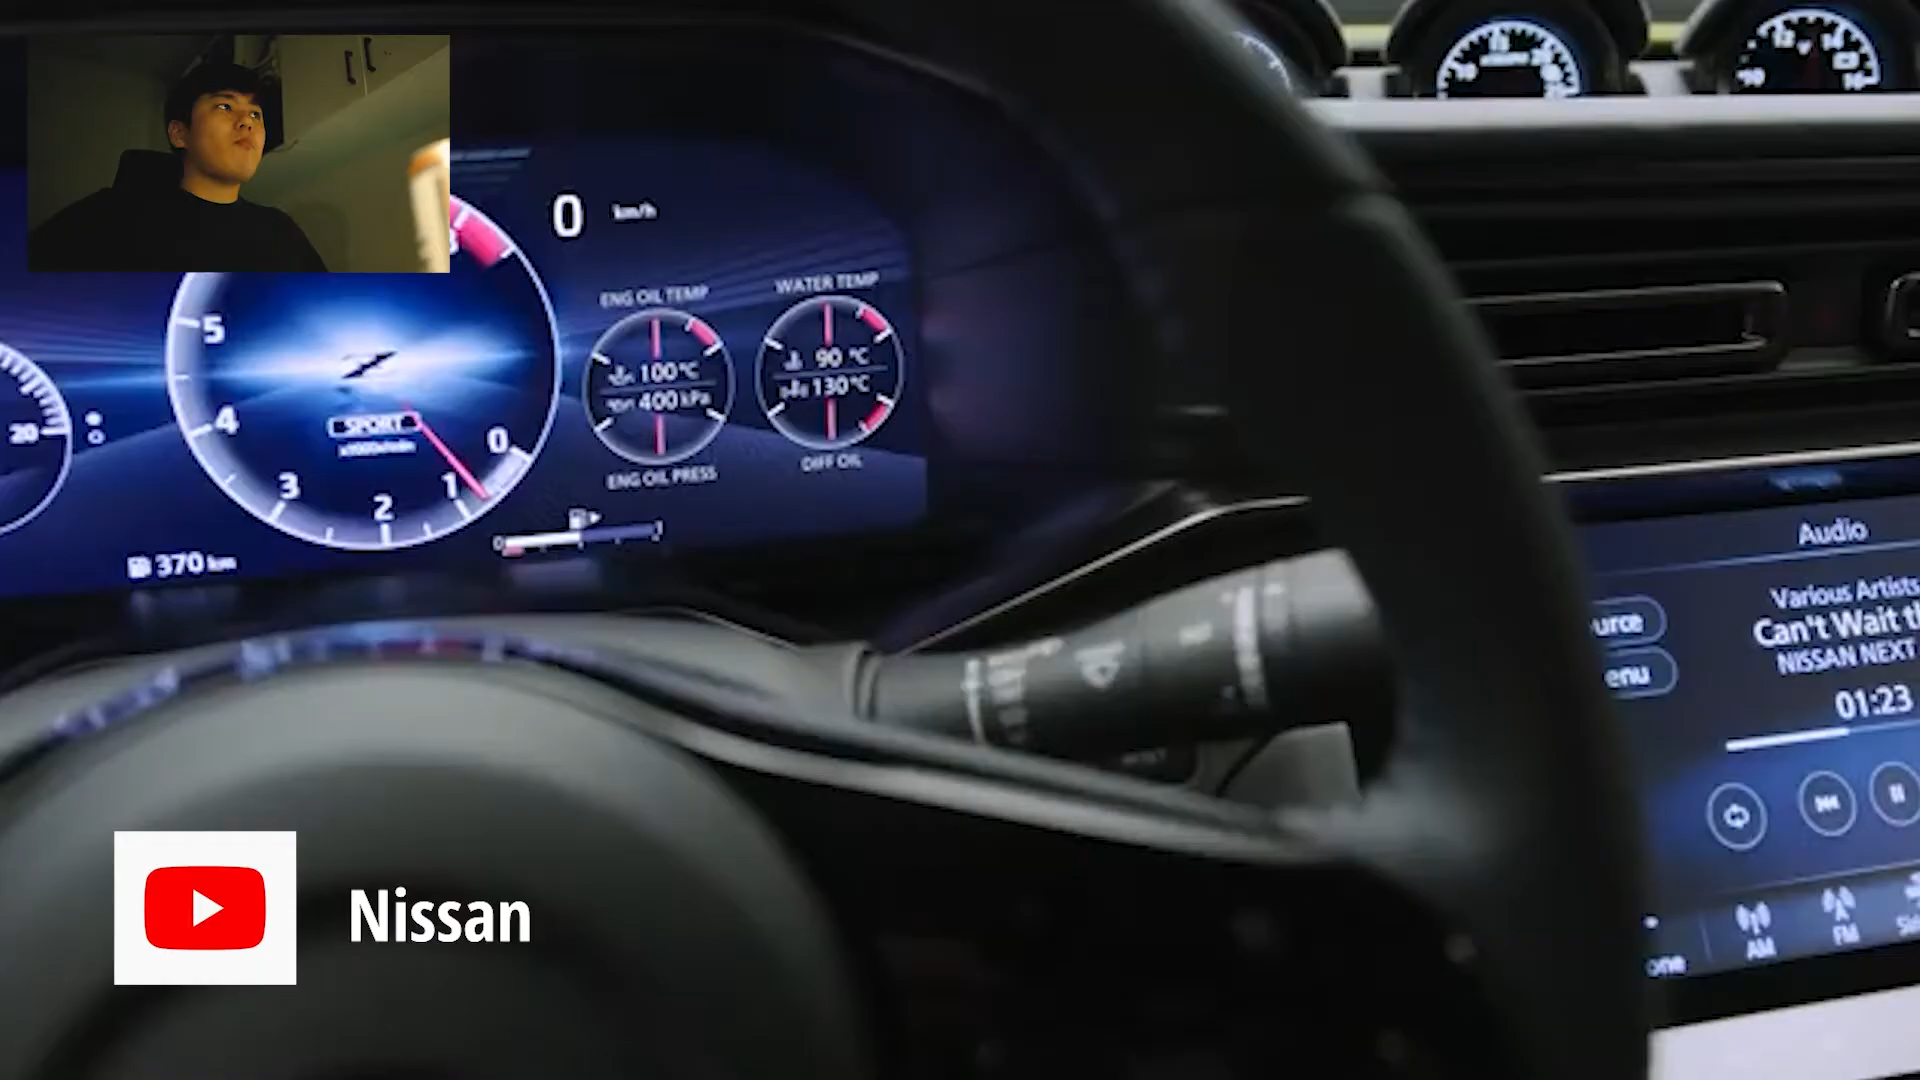 0 km/h
ENG OIL TEMP
WATER TEMP
100°C
400 kPa
90 °C
130°C
ENG OIL PRESS
DIFF OIL
5
4
3
2
1
0
SPORT
20
370 km
0
1
Audio
Various Artists
Can't Wait
NISSAN NEXT
01:23
AM
FM
Nissan